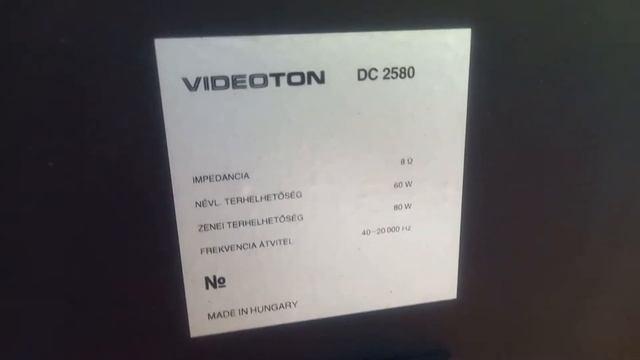 VIDEOTON DC 2580
IMPEDANCIA 8 Ω
NÉVL. TERHELHETŐSÉG 60 W
ZENEI TERHELHETŐSÉG 80 W
FREKVENCIA ÁTVITEL 40–20 000 Hz
№
MADE IN HUNGARY